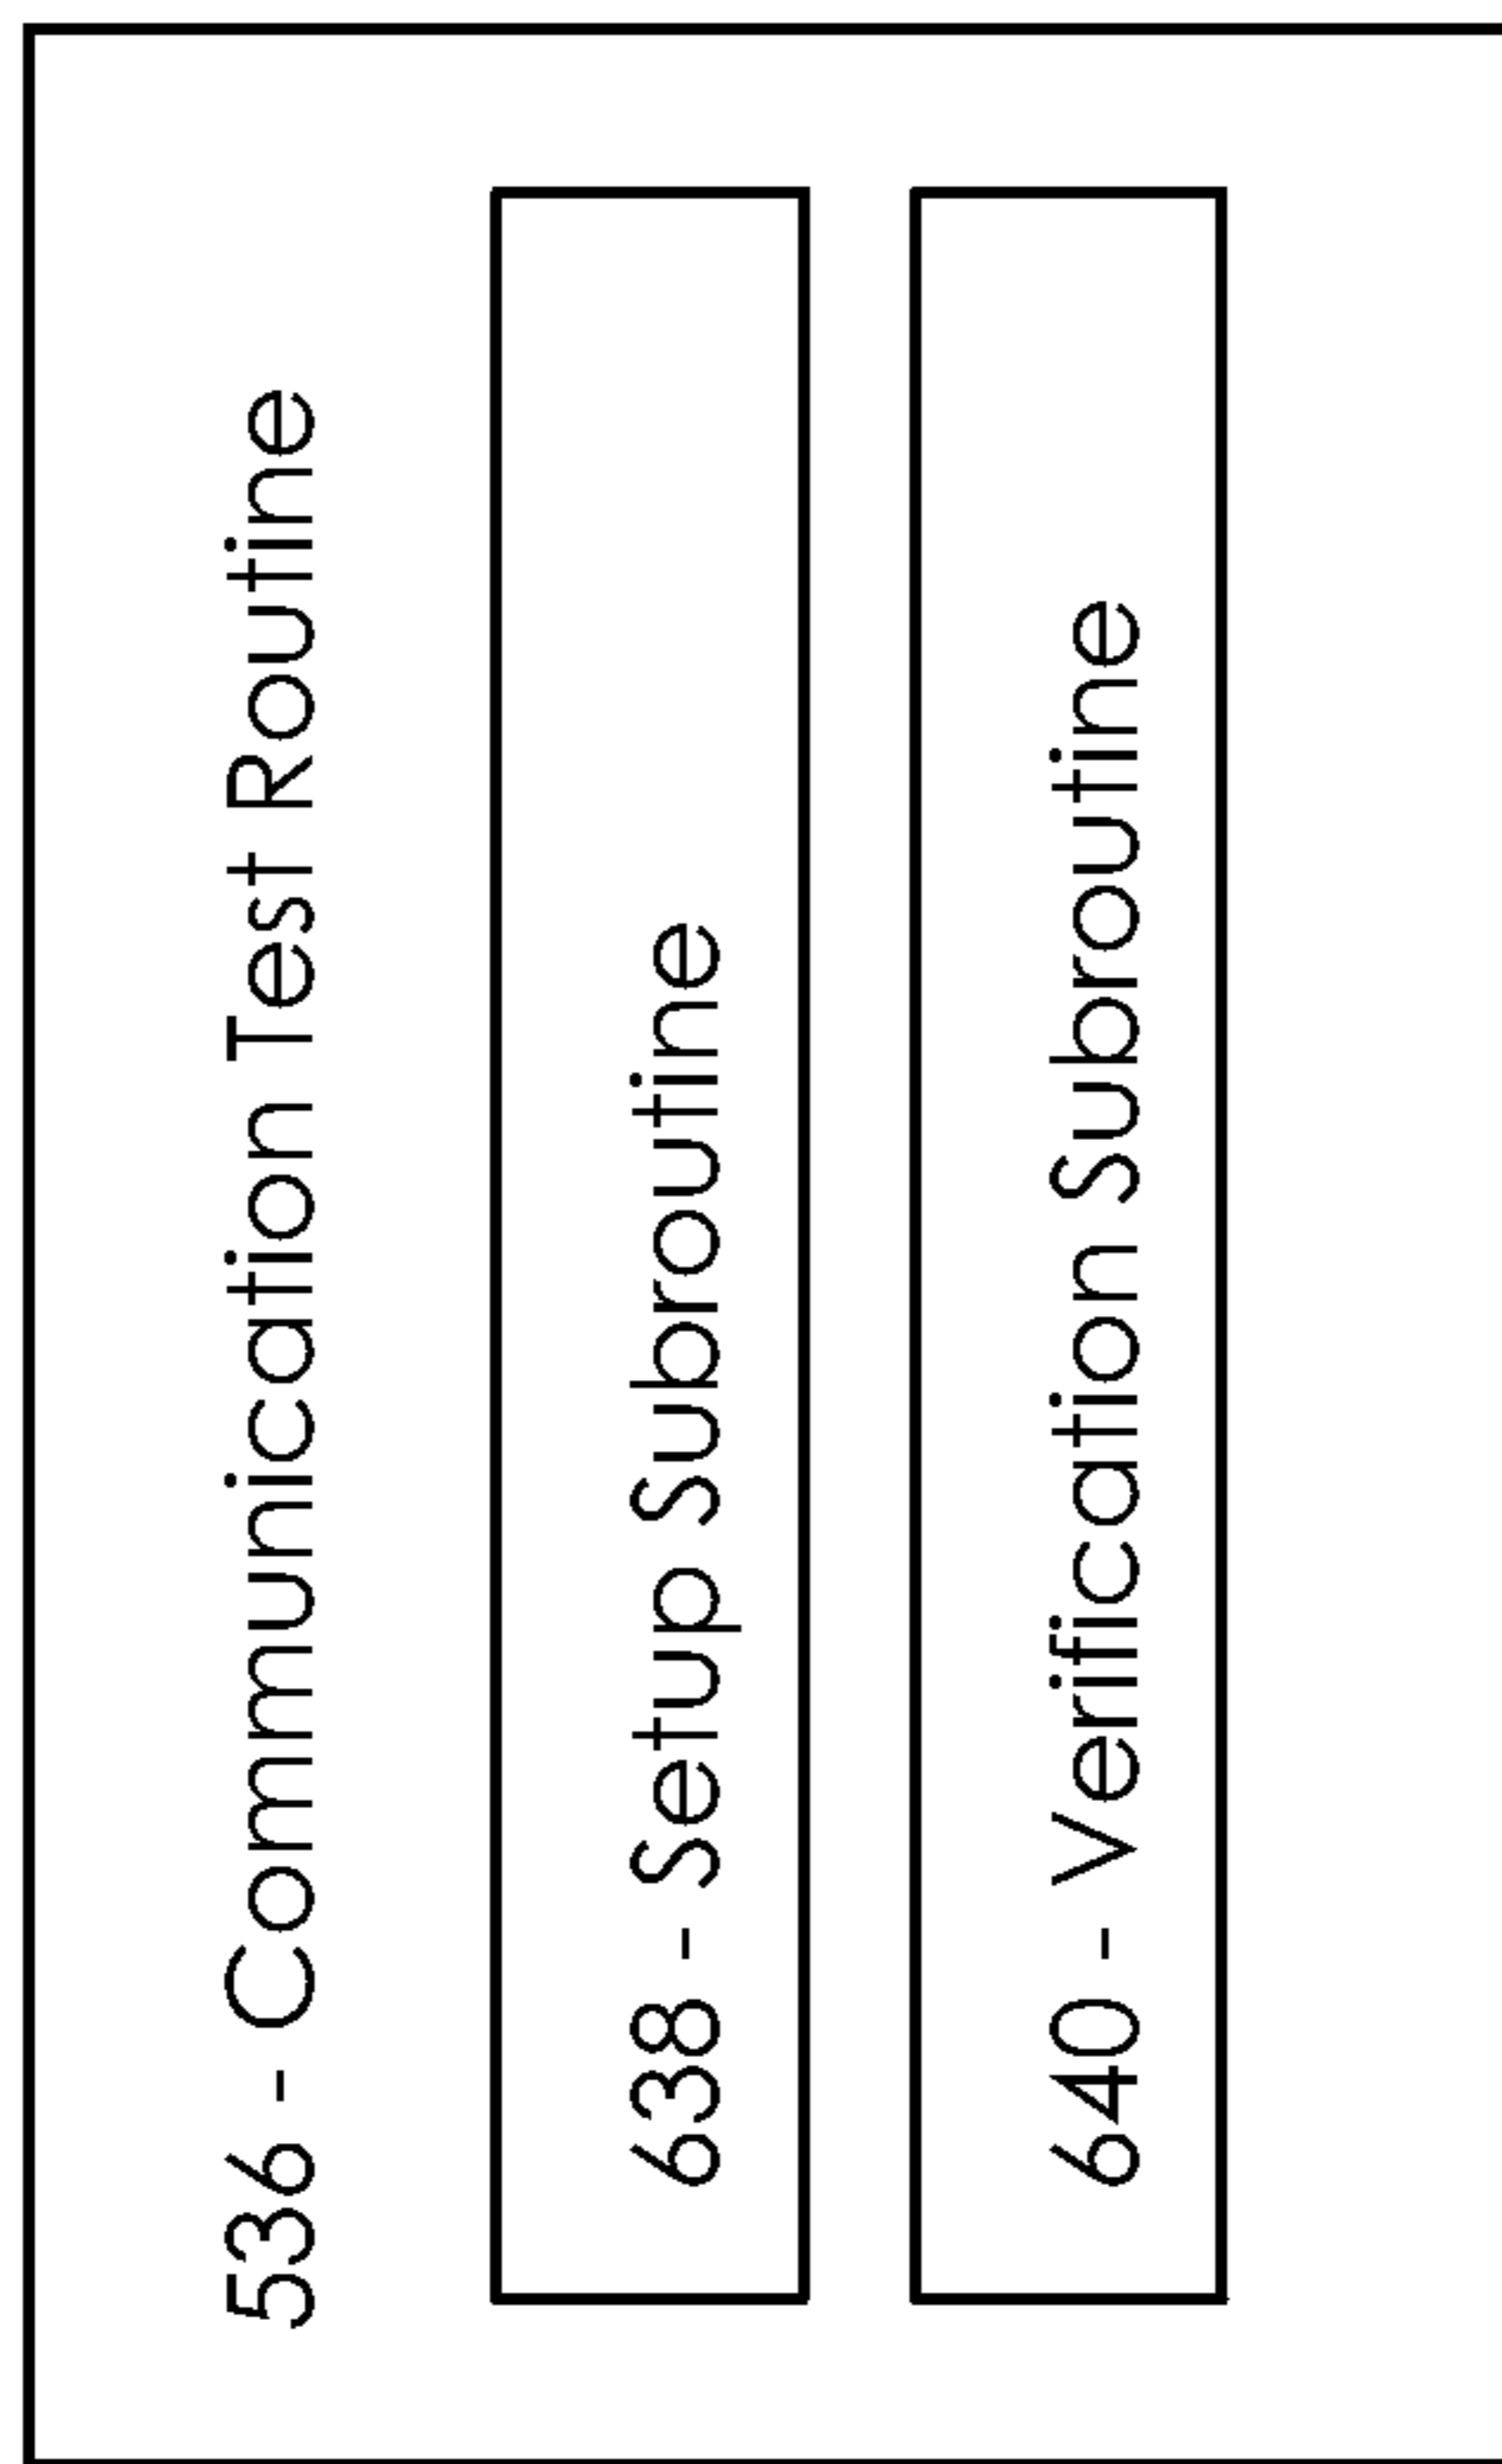 536 - Communication Test Routine
638 - Setup Subroutine
640 - Verification Subroutine